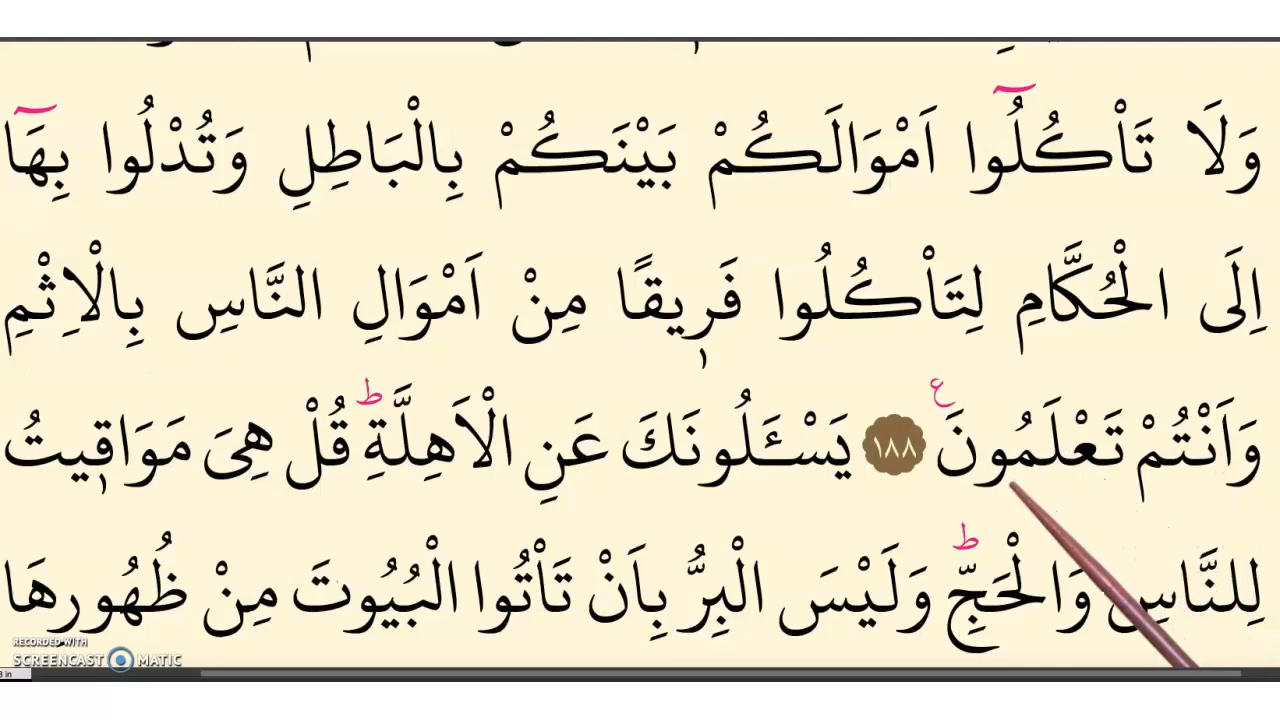 وَلَا تَاْكُلُٓوا اَمْوَالَكُمْ بَيْنَكُمْ بِالْبَاطِلِ وَتُدْلُوا بِهَٓا
اِلَى الْحُكَّامِ لِتَاْكُلُوا فَرٖيقًا مِنْ اَمْوَالِ النَّاسِ بِالْاِثْمِ
وَاَنْتُمْ تَعْلَمُونَ ع ١٨٨ يَسْـَٔلُونَكَ عَنِ الْاَهِلَّةِ ط قُلْ هِىَ مَوَاقٖيتُ
لِلنَّاسِ وَالْحَجِّ ط وَلَيْسَ الْبِرُّ بِاَنْ تَاْتُوا الْبُيُوتَ مِنْ ظُهُورِهَا
RECORDED WITH
SCREENCAST MATIC